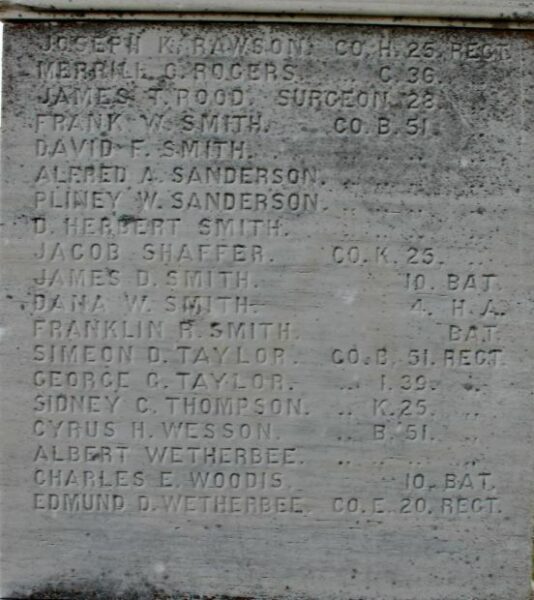 JOSEPH K. RAWSON. CO. H. 25. REGT.
MERRILL O. ROGERS. .. C. 36. ..
JAMES T. ROOD. SURGEON. 28. ..
FRANK W. SMITH. CO. B. 51. ..
DAVID F. SMITH. .. .. .. ..
ALFRED A. SANDERSON. .. .. .. ..
PLINEY W. SANDERSON. .. .. .. ..
D. HERBERT SMITH. .. .. .. ..
JACOB SHAFFER. CO. K. 25. ..
JAMES D. SMITH. 10. BAT.
DANA W. SMITH. 4. H. A.
FRANKLIN R. SMITH. BAT.
SIMEON D. TAYLOR. CO. B. 51. REGT.
GEORGE G. TAYLOR. .. I. 39. ..
SIDNEY C. THOMPSON. .. K. 25. ..
CYRUS H. WESSON. .. B. 51. ..
ALBERT WETHERBEE. .. .. .. ..
CHARLES E. WOODIS. 10. BAT.
EDMUND D. WETHERBEE. CO. E. 20. REGT.